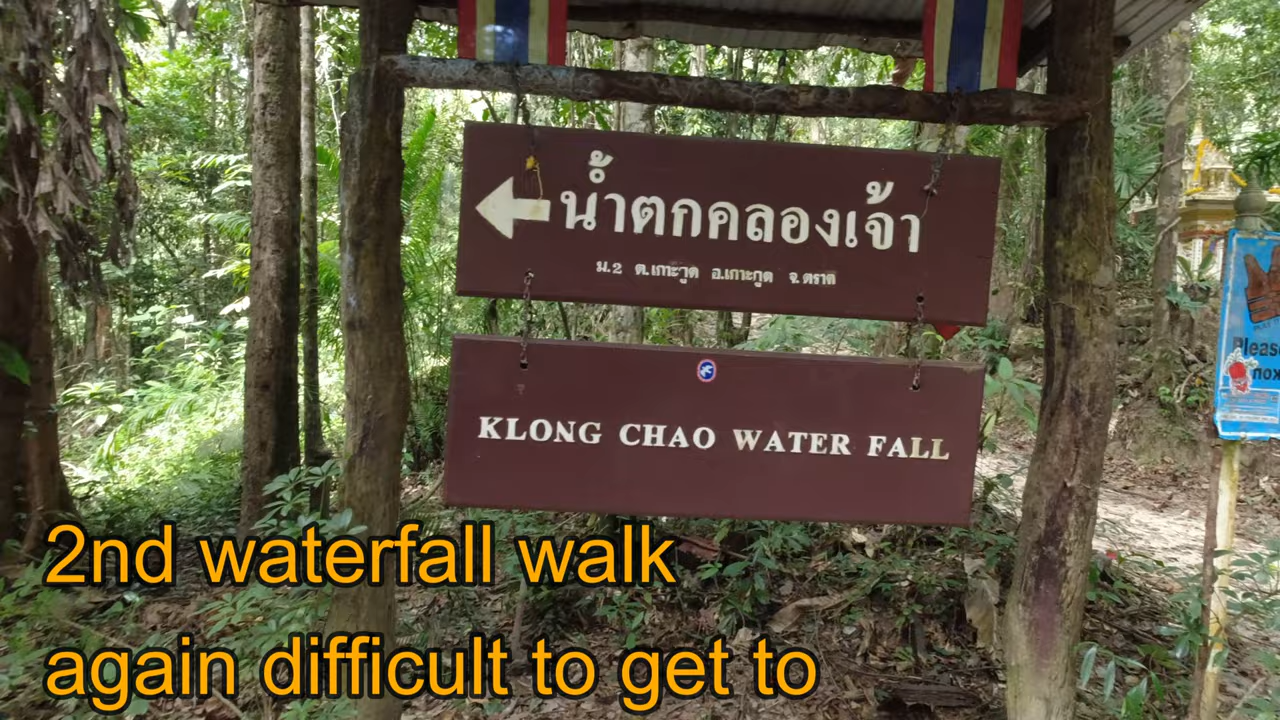 น้ำตกคลองเจ้า
ม.2 ต.เกาะกูด อ.เกาะกูด จ.ตราด
KLONG CHAO WATER FALL
Please
2nd waterfall walk
again difficult to get to